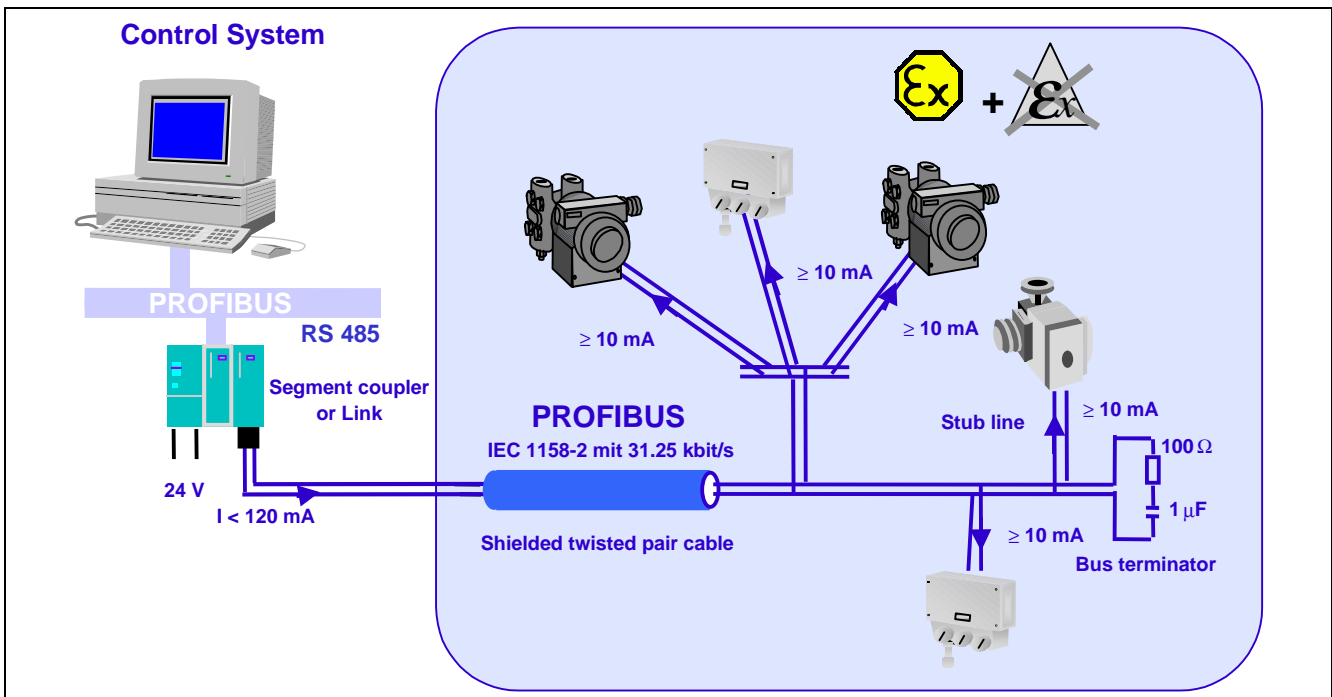 Control System
Ex
+
Ex
≥ 10 mA
≥ 10 mA
≥ 10 mA
PROFIBUS
RS 485
Segment coupler
or Link
PROFIBUS
IEC 1158-2 mit 31.25 kbit/s
Stub line
≥ 10 mA
100 Ω
24 V
I < 120 mA
1 µF
Shielded twisted pair cable
≥ 10 mA
Bus terminator